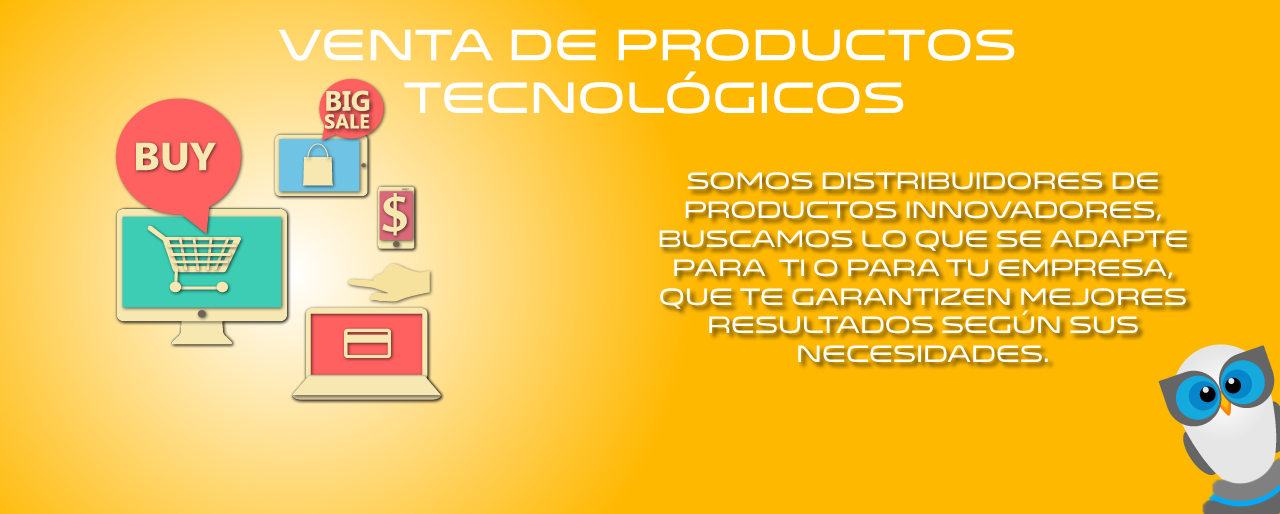 VENTA DE PRODUCTOS
TECNOLÓGICOS
BIG
SALE
BUY
$
SOMOS DISTRIBUIDORES DE
PRODUCTOS INNOVADORES,
BUSCAMOS LO QUE SE ADAPTE
PARA TI O PARA TU EMPRESA,
QUE TE GARANTIZEN MEJORES
RESULTADOS SEGÚN SUS
NECESIDADES.